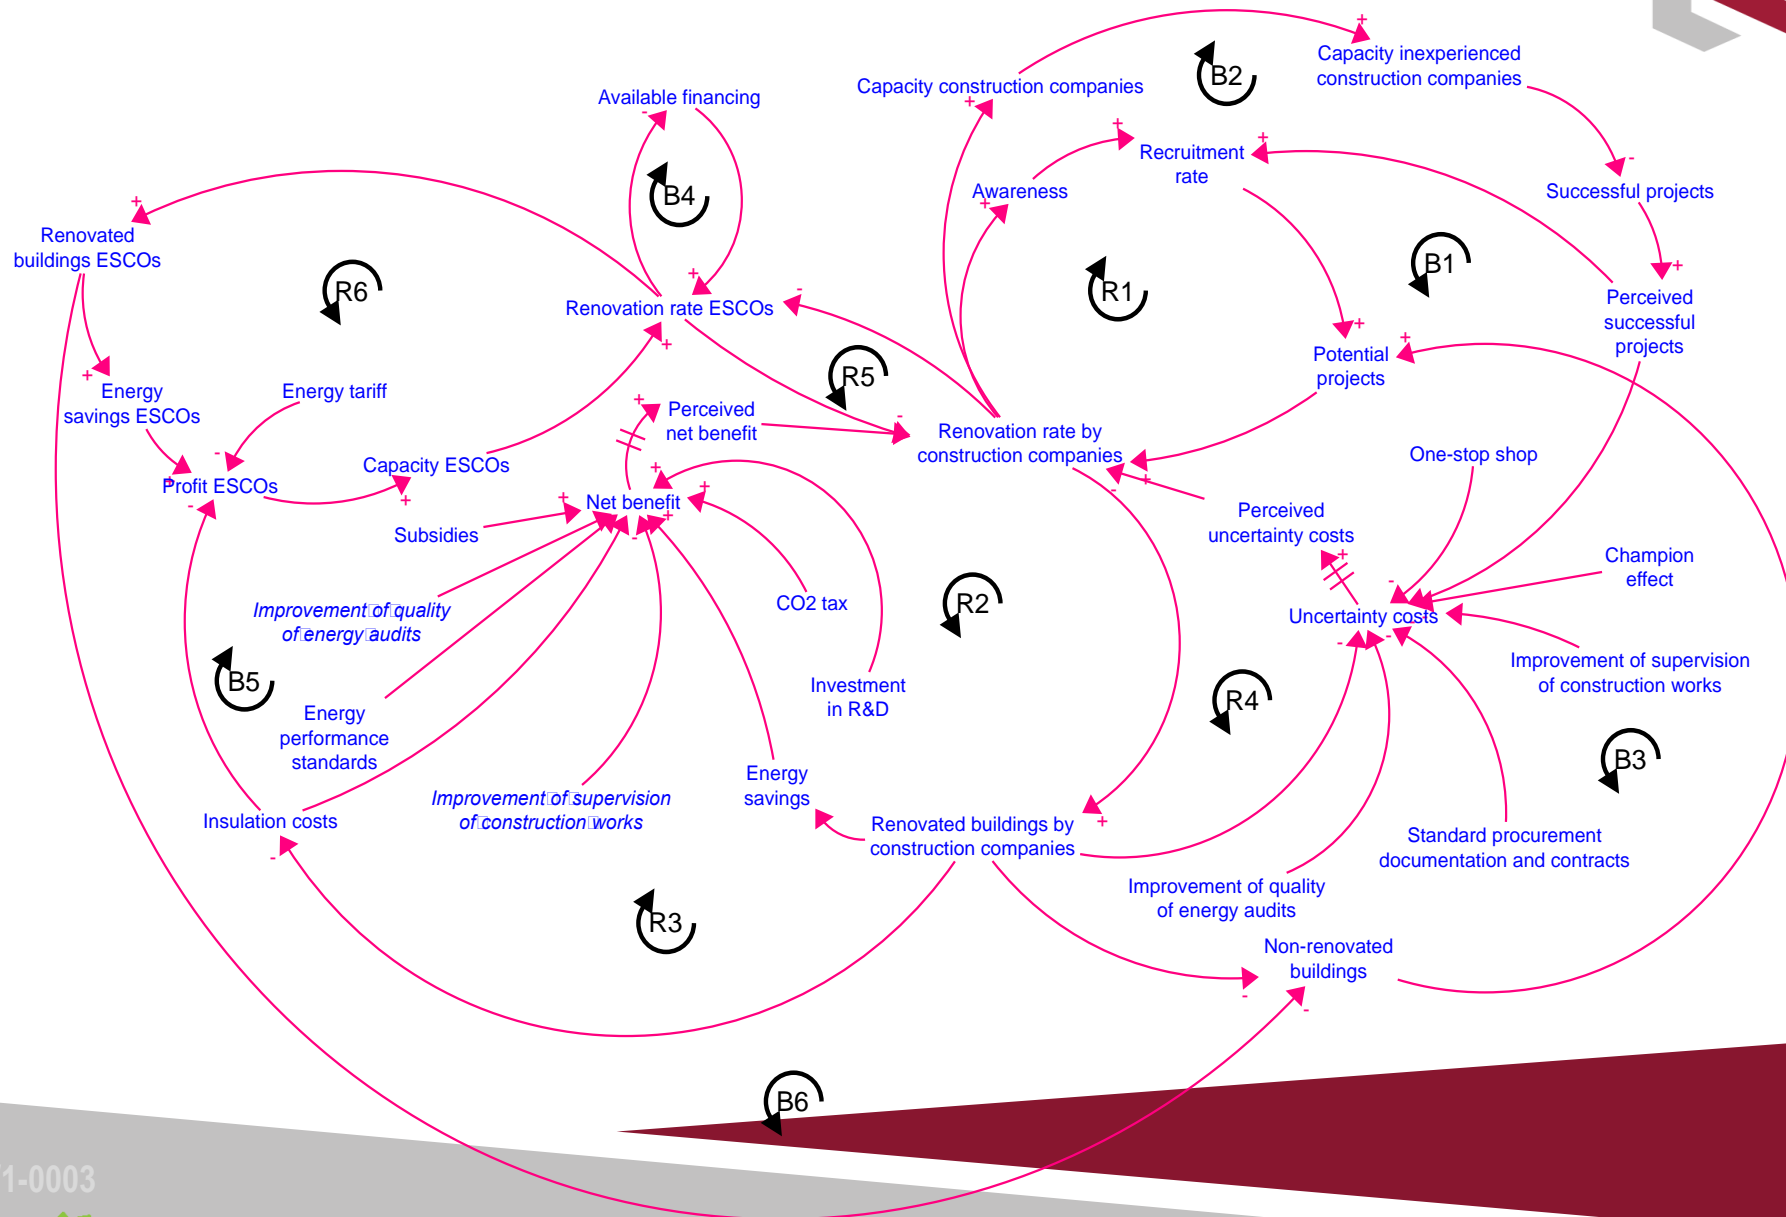 Capacity inexperienced
construction companies
B2
Capacity construction companies
Available financing
Recruitment
rate
Awareness
Successful projects
B4
Renovated
buildings ESCOs
R6
R1
B1
Renovation rate ESCOs
Perceived
successful
projects
Potential
projects
R5
Energy
savings ESCOs
Energy tariff
Perceived
net benefit
Renovation rate by
construction companies
Capacity ESCOs
One-stop shop
Profit ESCOs
Net benefit
Subsidies
Perceived
uncertainty costs
Champion
effect
CO2 tax
R2
Improvement of quality
of energy audits
Uncertainty costs
Improvement of supervision
of construction works
B5
Investment
in R&D
R4
Energy
performance
standards
B3
Energy
savings
Improvement of supervision
of construction works
Insulation costs
Renovated buildings by
construction companies
Standard procurement
documentation and contracts
Improvement of quality
of energy audits
R3
Non-renovated
buildings
B6
1-0003